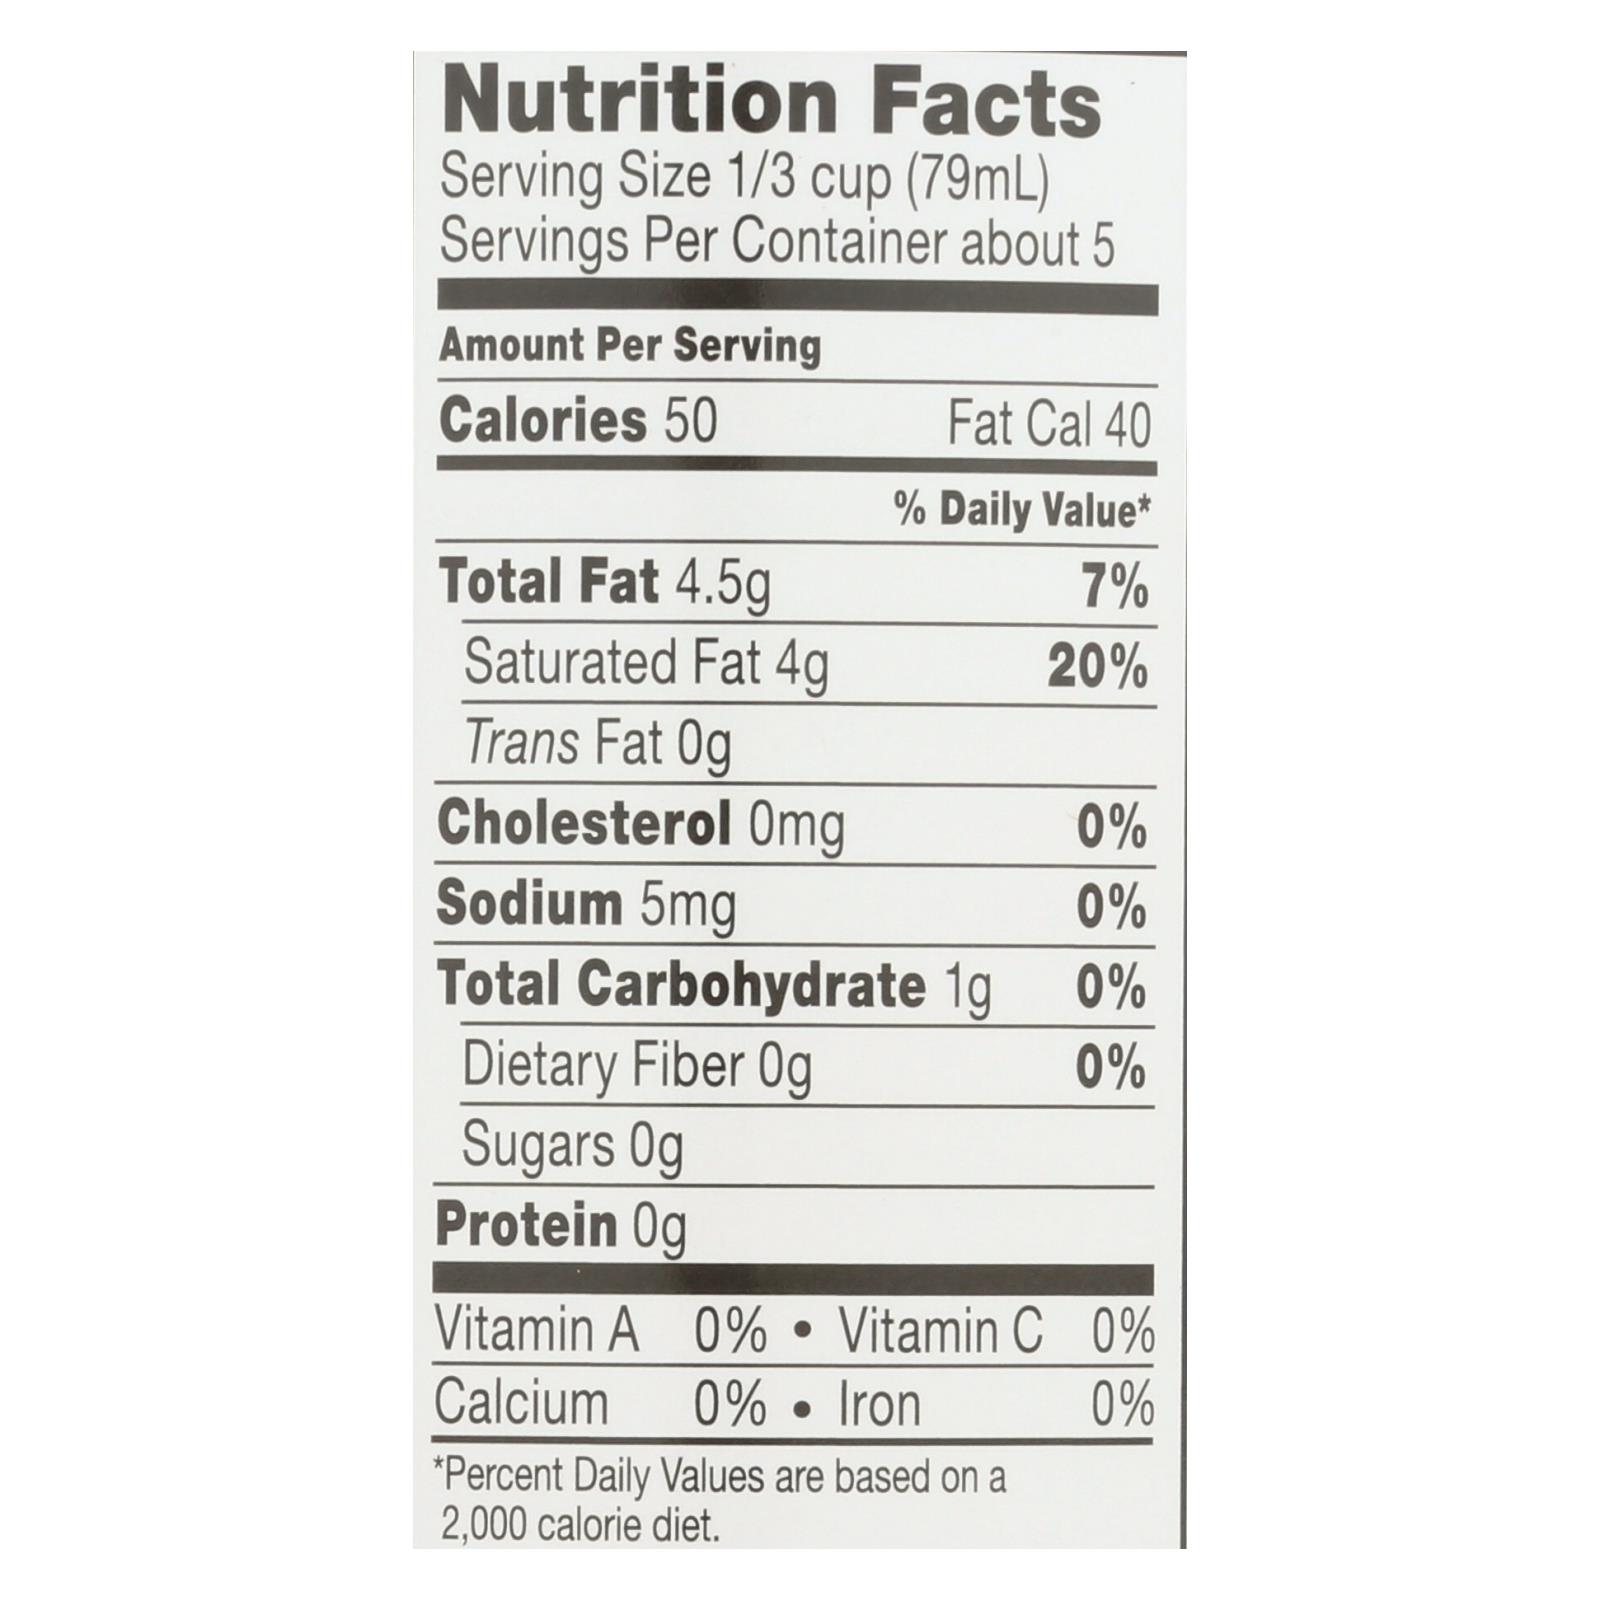 Nutrition Facts
Serving Size 1/3 cup (79mL)
Servings Per Container about 5
Amount Per Serving
Calories 50 Fat Cal 40
% Daily Value*
Total Fat 4.5g 7%
Saturated Fat 4g 20%
Trans Fat 0g
Cholesterol 0mg 0%
Sodium 5mg 0%
Total Carbohydrate 1g 0%
Dietary Fiber 0g 0%
Sugars 0g
Protein 0g
Vitamin A 0% • Vitamin C 0%
Calcium 0% • Iron 0%
*Percent Daily Values are based on a
2,000 calorie diet.